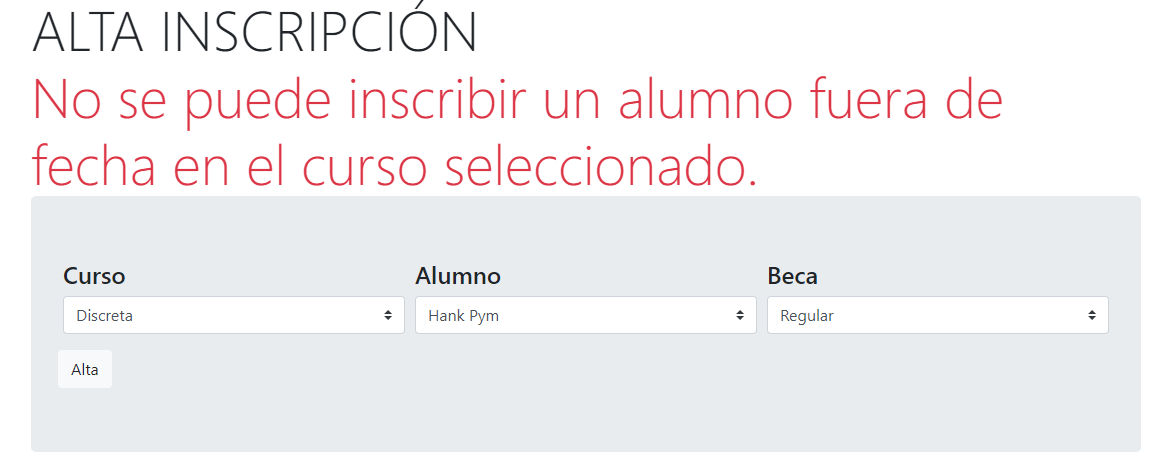 ALTA INSCRIPCIÓN
No se puede inscribir un alumno fuera de
fecha en el curso seleccionado.
Curso Alumno Beca
Discreta Hank Pym Regular
Alta